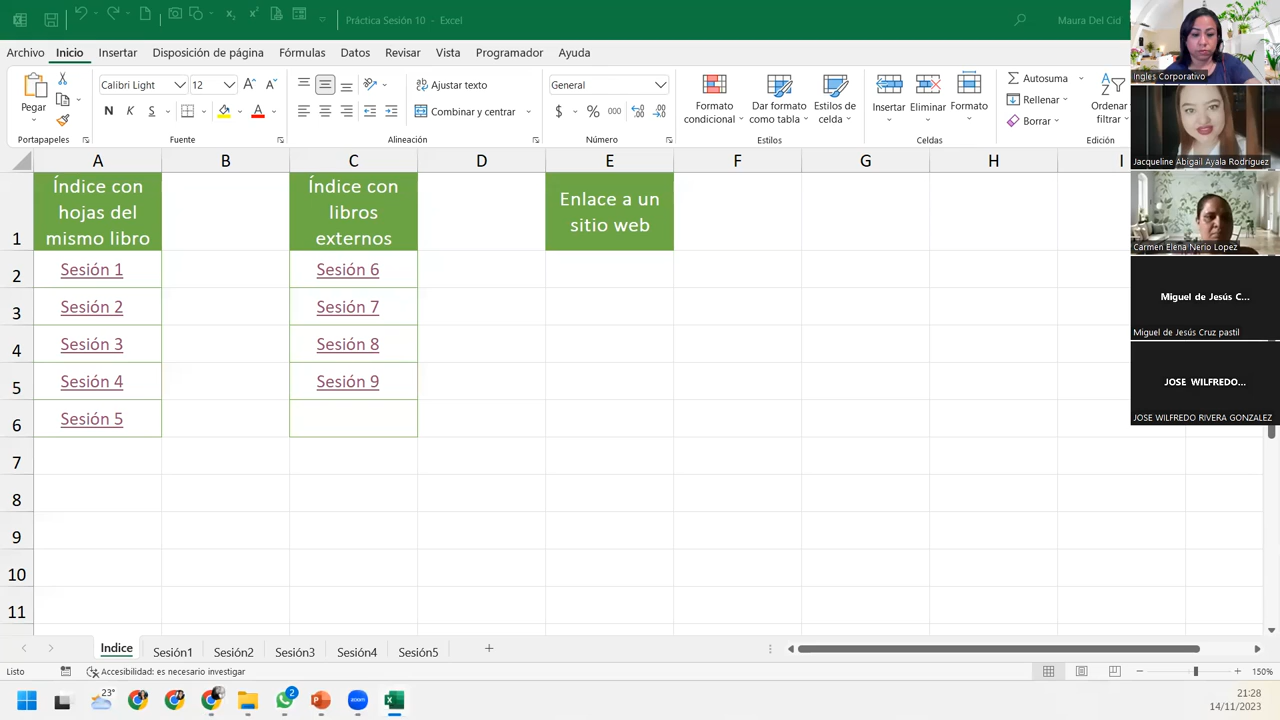 Práctica Sesión 10 - Excel
Maura Del Cid
Archivo Inicio Insertar Disposición de página Fórmulas Datos Revisar Vista Programador Ayuda
Pegar
Calibri Light 12
N K S
Ajustar texto
Combinar y centrar
General
$ % 000
Formato condicional
Dar formato como tabla
Estilos de celda
Insertar
Eliminar
Formato
Autosuma
Rellenar
Borrar
Ordenar filtrar
Portapapeles Fuente Alineación Número Estilos Celdas Edición
A B C D E F G H I
1 2 3 4 5 6 7 8 9 10 11
Índice con
hojas del
mismo libro
Sesión 1
Sesión 2
Sesión 3
Sesión 4
Sesión 5
Índice con
libros
externos
Sesión 6
Sesión 7
Sesión 8
Sesión 9
Enlace a un
sitio web
Ingles Corporativo
Jacqueline Abigail Ayala Rodríguez
Carmen Elena Nerio Lopez
Miguel de Jesús C...
Miguel de Jesús Cruz pastil
JOSE WILFREDO...
JOSE WILFREDO RIVERA GONZALEZ
Indice Sesión1 Sesión2 Sesión3 Sesión4 Sesión5
Listo
Accesibilidad: es necesario investigar
150%
23°
2
zoom
21:28
14/11/2023